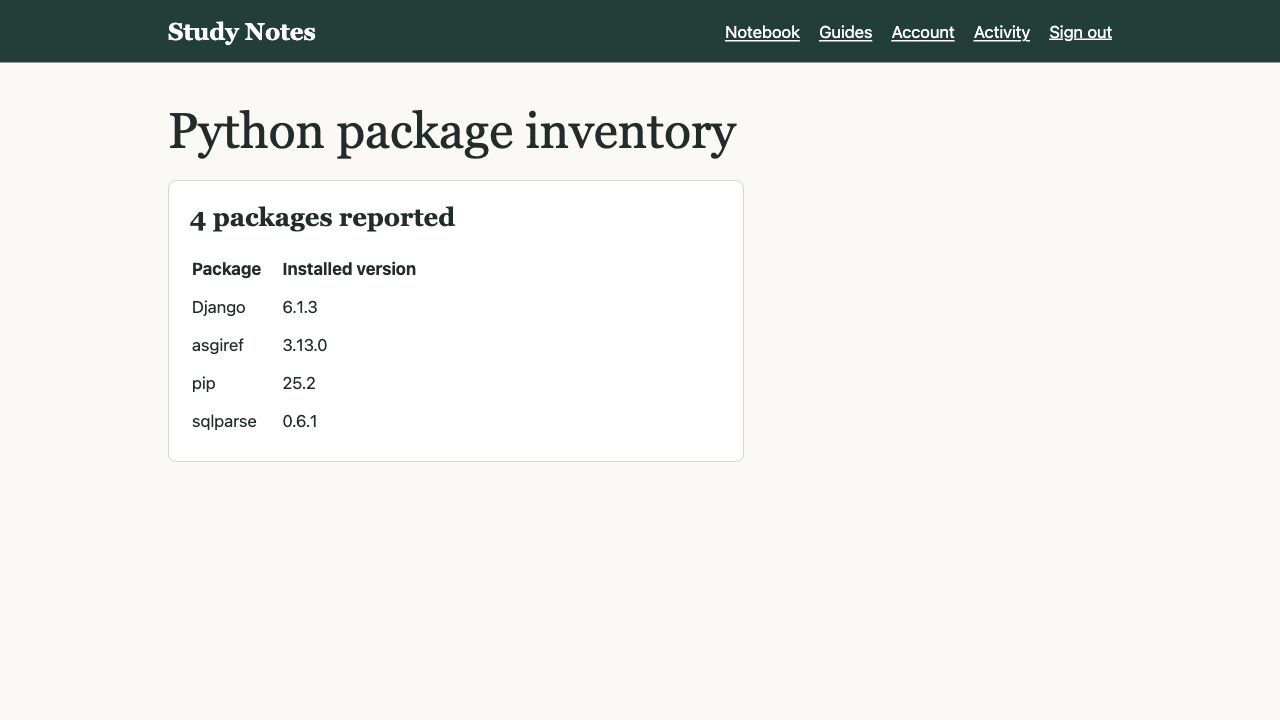 Study Notes
Notebook Guides Account Activity Sign out
Python package inventory
4 packages reported
Package Installed version
Django 6.1.3
asgiref 3.13.0
pip 25.2
sqlparse 0.6.1